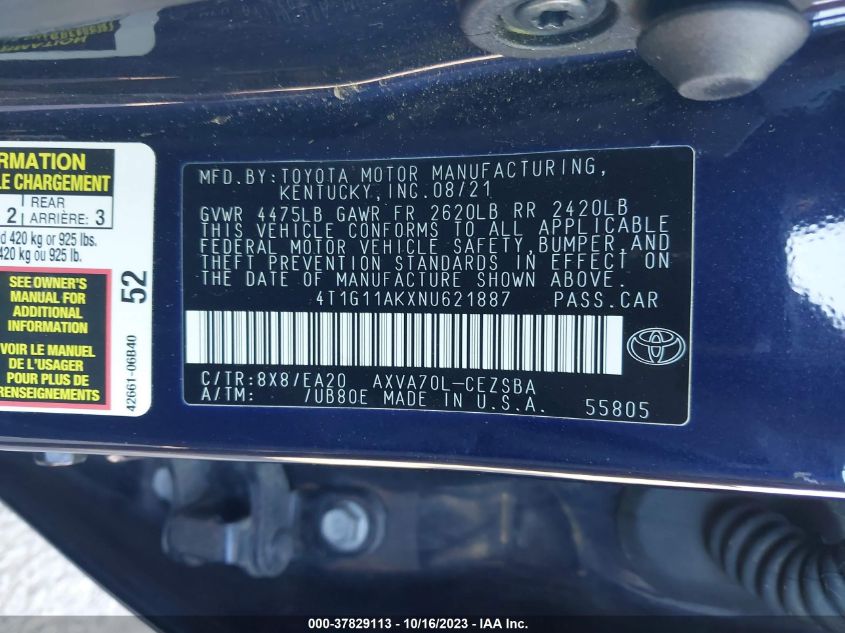 RMATION
LE CHARGEMENT
2 REAR ARRIÈRE: 3
d 420 kg or 925 lbs.
420 kg ou 925 lb.
SEE OWNER'S
MANUAL FOR
ADDITIONAL
INFORMATION
VOIR LE MANUEL
DE L'USAGER
POUR PLUS DE
RENSEIGNEMENTS
52
42661-06B40
MFD.BY:TOYOTA MOTOR MANUFACTURING,
KENTUCKY,INC.08/21
GVWR 4475LB GAWR FR 2620LB RR 2420LB
THIS VEHICLE CONFORMS TO ALL APPLICABLE
FEDERAL MOTOR VEHICLE SAFETY,BUMPER,AND
THEFT PREVENTION STANDARDS IN EFFECT ON
THE DATE OF MANUFACTURE SHOWN ABOVE.
4T1G11AKXNU621887 PASS.CAR
C/TR:8X8/EA20 AXVA70L-CEZSBA
A/TM: 7UB80E MADE IN U.S.A. 55805
000-37829113 - 10/16/2023 - IAA Inc.